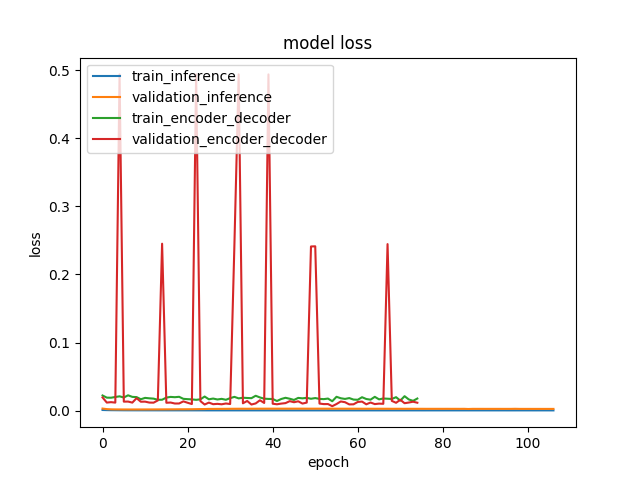 model loss
train_inference
validation_inference
train_encoder_decoder
validation_encoder_decoder
loss
0.5
0.4
0.3
0.2
0.1
0.0
0 20 40 60 80 100
epoch